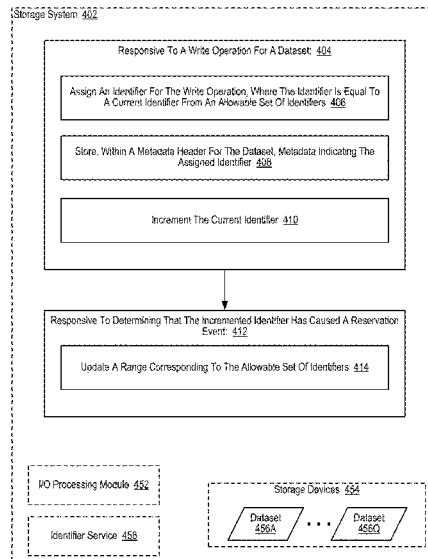 Storage System 402
Responsive To A Write Operation For A Dataset: 404
Assign An Identifier For The Write Operation, Where The Identifier Is Equal To
A Current Identifier From An Allowable Set Of Identifiers 406
Store, Within A Metadata Header For The Dataset, Metadata Indicating The
Assigned Identifier 408
Increment The Current Identifier 410
Responsive To Determining That The Incremented Identifier Has Caused A Reservation
Event: 412
Update A Range Corresponding To The Allowable Set Of Identifiers 414
I/O Processing Module 452
Identifier Service 458
Storage Devices 454
Dataset
456A
• • •
Dataset
456Q